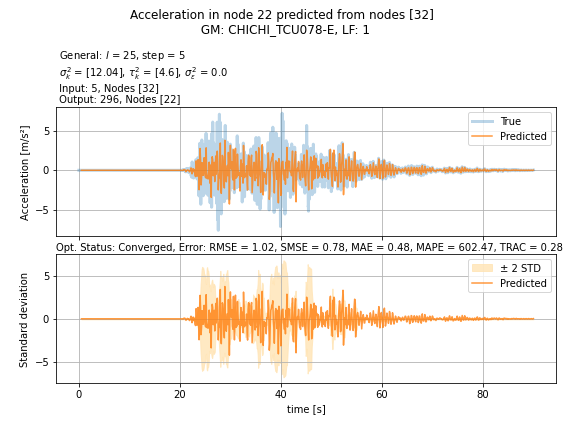 Acceleration in node 22 predicted from nodes [32]
GM: CHICHI_TCU078-E, LF: 1
General: l = 25, step = 5
σ²ₖ = [12.04], τ²ₖ = [4.6], σ²ε = 0.0
Input: 5, Nodes [32]
Output: 296, Nodes [22]
Acceleration [m/s²]
5
0
−5
True
Predicted
Opt. Status: Converged, Error: RMSE = 1.02, SMSE = 0.78, MAE = 0.48, MAPE = 602.47, TRAC = 0.28
Standard deviation
5
0
−5
± 2 STD
Predicted
0 20 40 60 80
time [s]